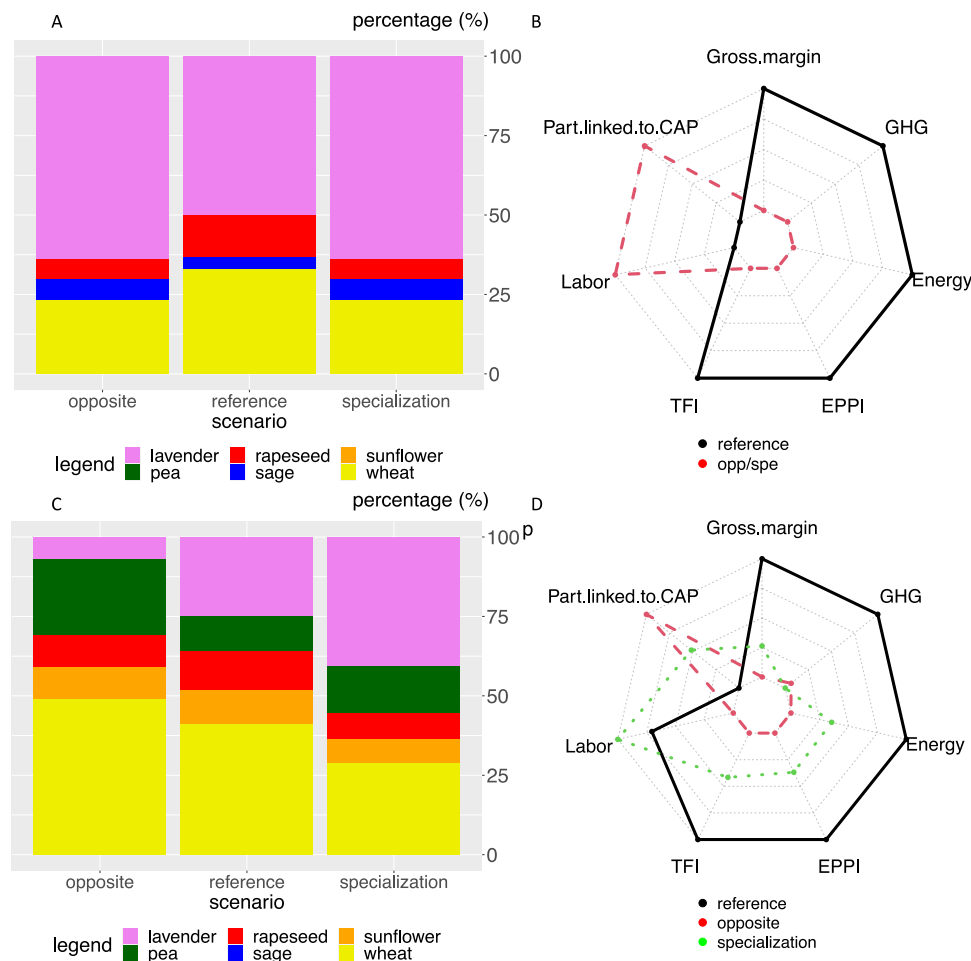 A percentage (%)
100
75
50
25
0
opposite reference specialization
scenario
legend lavender rapeseed sunflower
pea sage wheat
B
Gross.margin
GHG
Part.linked.to.CAP
Labor
Energy
TFI
EPPI
reference
opp/spe
C percentage (%)
100
75
50
25
0
opposite reference specialization
scenario
legend lavender rapeseed sunflower
pea sage wheat
D
p
Gross.margin
GHG
Part.linked.to.CAP
Labor
Energy
TFI
EPPI
reference
opposite
specialization